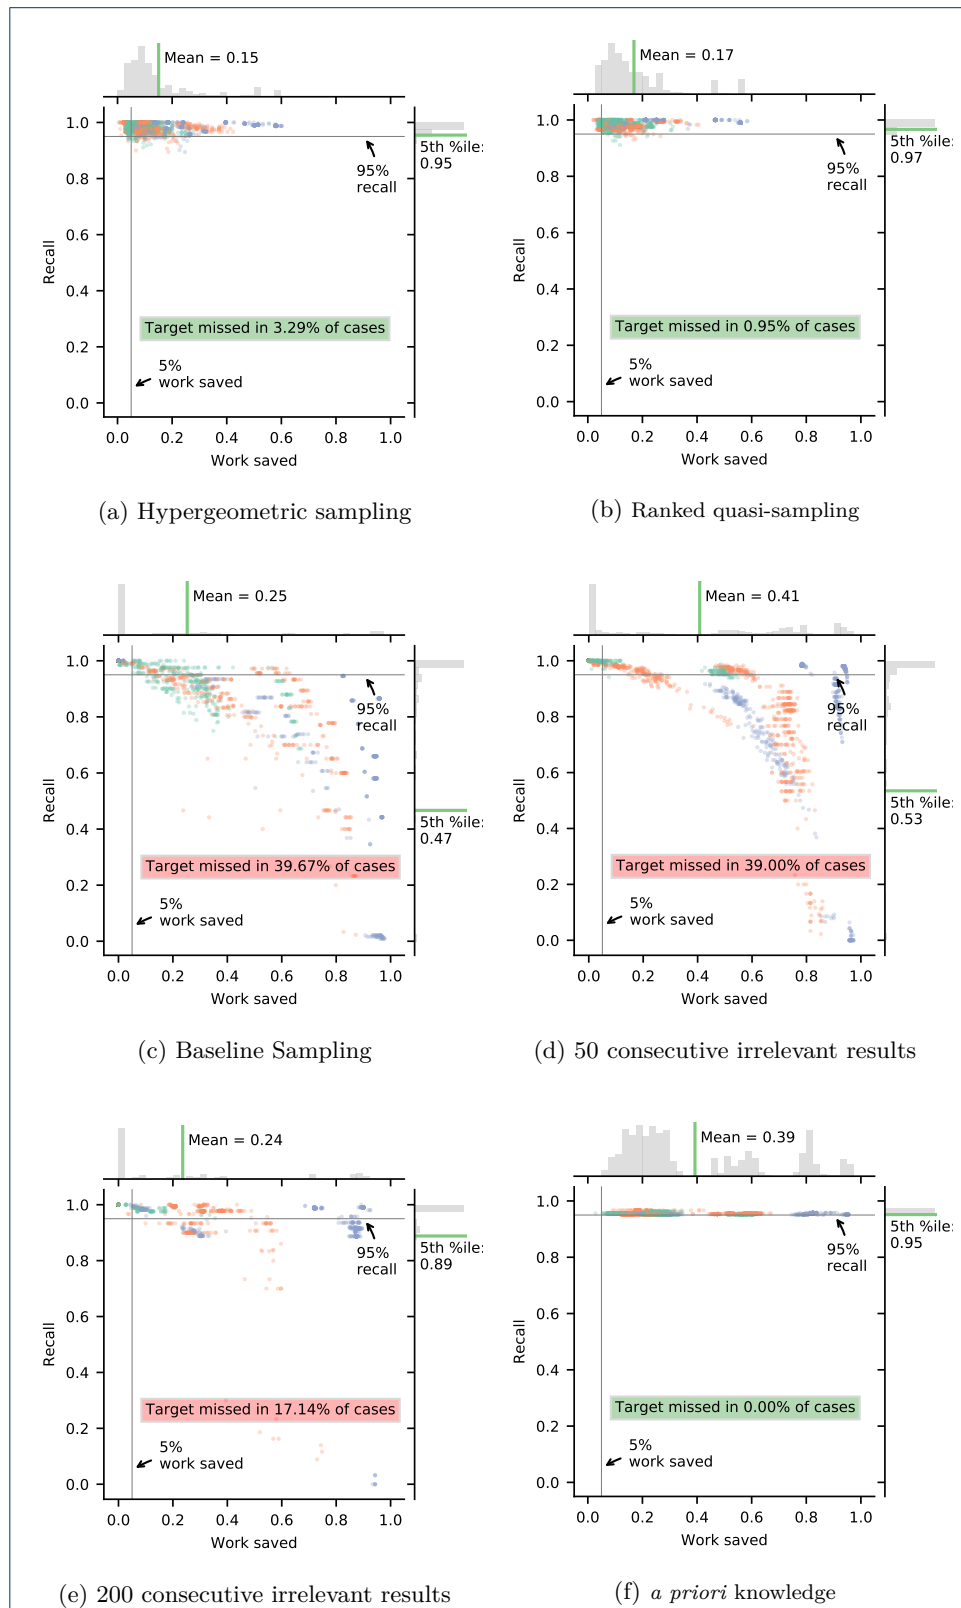 Mean = 0.15
1.0
0.8
0.6
0.4
0.2
0.0
Recall
5th %ile:
0.95
95%
recall
Target missed in 3.29% of cases
5%
work saved
0.0 0.2 0.4 0.6 0.8 1.0
Work saved
(a) Hypergeometric sampling
Mean = 0.17
1.0
0.8
0.6
0.4
0.2
0.0
Recall
5th %ile:
0.97
95%
recall
Target missed in 0.95% of cases
5%
work saved
0.0 0.2 0.4 0.6 0.8 1.0
Work saved
(b) Ranked quasi-sampling
Mean = 0.25
1.0
0.8
0.6
0.4
0.2
0.0
Recall
95%
recall
5th %ile:
0.47
Target missed in 39.67% of cases
5%
work saved
0.0 0.2 0.4 0.6 0.8 1.0
Work saved
(c) Baseline Sampling
Mean = 0.41
1.0
0.8
0.6
0.4
0.2
0.0
Recall
95%
recall
5th %ile:
0.53
Target missed in 39.00% of cases
5%
work saved
0.0 0.2 0.4 0.6 0.8 1.0
Work saved
(d) 50 consecutive irrelevant results
Mean = 0.24
1.0
0.8
0.6
0.4
0.2
0.0
Recall
5th %ile:
0.89
95%
recall
Target missed in 17.14% of cases
5%
work saved
0.0 0.2 0.4 0.6 0.8 1.0
Work saved
(e) 200 consecutive irrelevant results
Mean = 0.39
1.0
0.8
0.6
0.4
0.2
0.0
Recall
5th %ile:
0.95
95%
recall
Target missed in 0.00% of cases
5%
work saved
0.0 0.2 0.4 0.6 0.8 1.0
Work saved
(f) a priori knowledge